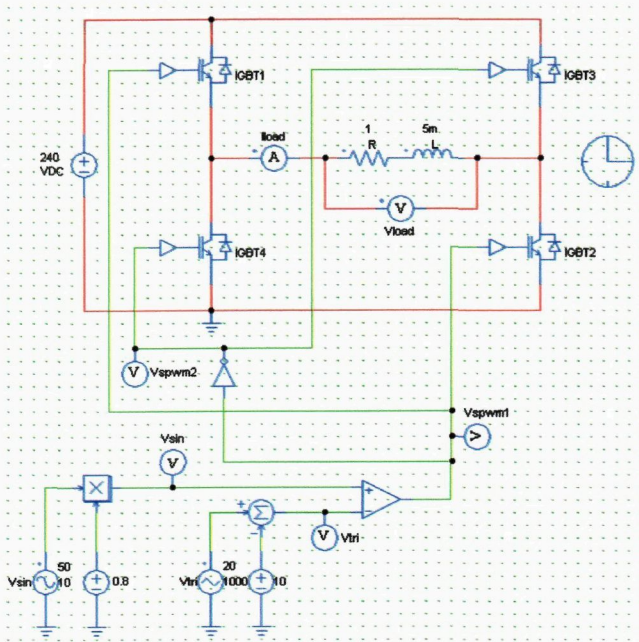 IGBT1
IGBT3
Iload
A
1
R
5m
L
240
VDC
V
Vload
IGBT4
IGBT2
V
Vspwm2
Vspwm1
V
Vsin
V
V
Vtri
Vsin
50
10
0.8
Vtri
20
1000
10